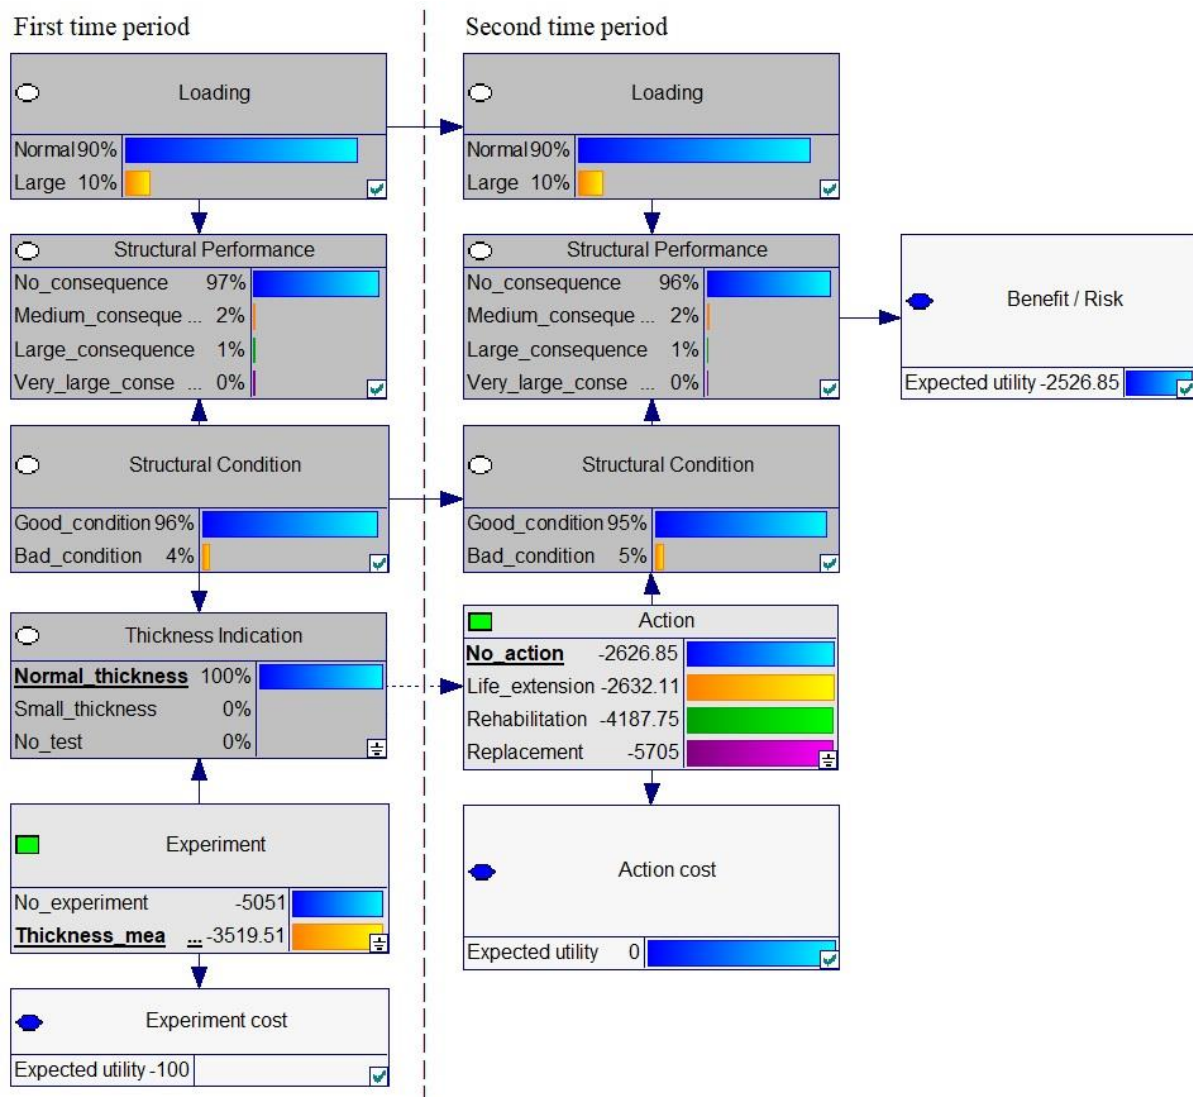 First time period
Second time period
Loading
Normal 90%
Large 10%
Loading
Normal 90%
Large 10%
Structural Performance
No_consequence 97%
Medium_conseque ... 2%
Large_consequence 1%
Very_large_conse ... 0%
Structural Performance
No_consequence 96%
Medium_conseque ... 2%
Large_consequence 1%
Very_large_conse ... 0%
Benefit / Risk
Expected utility -2526.85
Structural Condition
Good_condition 96%
Bad_condition 4%
Structural Condition
Good_condition 95%
Bad_condition 5%
Thickness Indication
Normal_thickness 100%
Small_thickness 0%
No_test 0%
Action
No_action -2626.85
Life_extension -2632.11
Rehabilitation -4187.75
Replacement -5705
Experiment
No_experiment -5051
Thickness_mea ... -3519.51
Action cost
Expected utility 0
Experiment cost
Expected utility -100